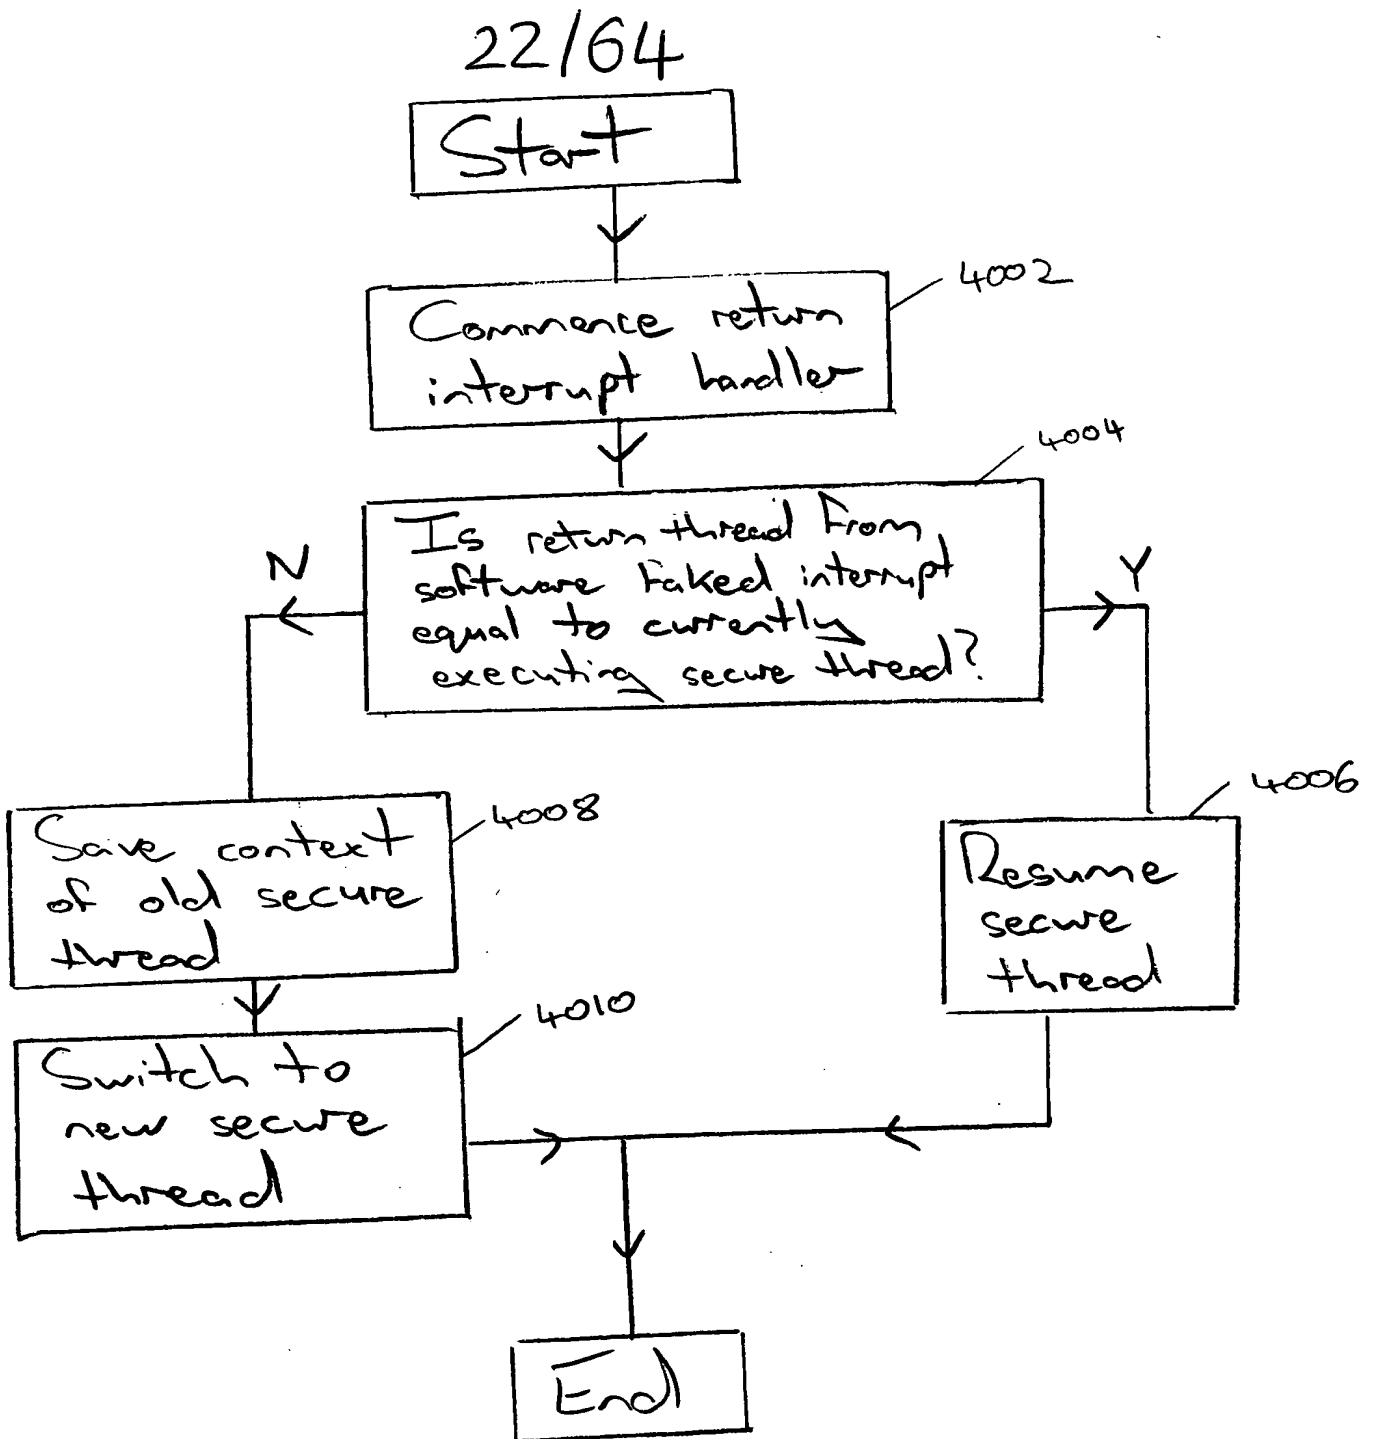 22/64
Start
4002
Commence return
interrupt handler
4004
Is return thread from
software faked interrupt
equal to currently
executing secure thread?
N
Y
4008
Save context
of old secure
thread
4006
Resume
secure
thread
4010
Switch to
new secure
thread
End